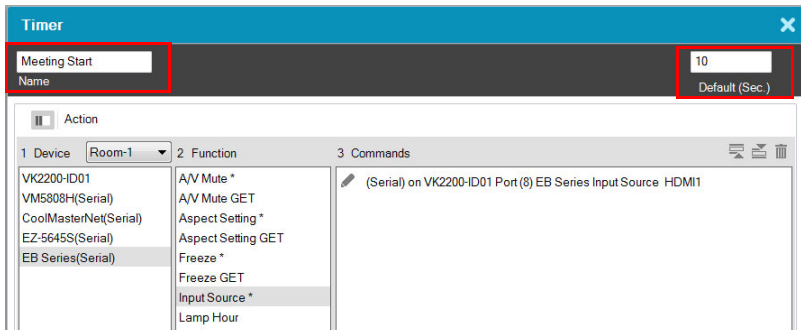 Timer
Meeting Start
Name
10
Default (Sec.)
Action
1 Device Room-1
2 Function
3 Commands
VK2200-ID01
VM5808H(Serial)
CoolMasterNet(Serial)
EZ-5645S(Serial)
EB Series(Serial)
A/V Mute *
A/V Mute GET
Aspect Setting *
Aspect Setting GET
Freeze *
Freeze GET
Input Source *
Lamp Hour
(Serial) on VK2200-ID01 Port (8) EB Series Input Source HDMI1